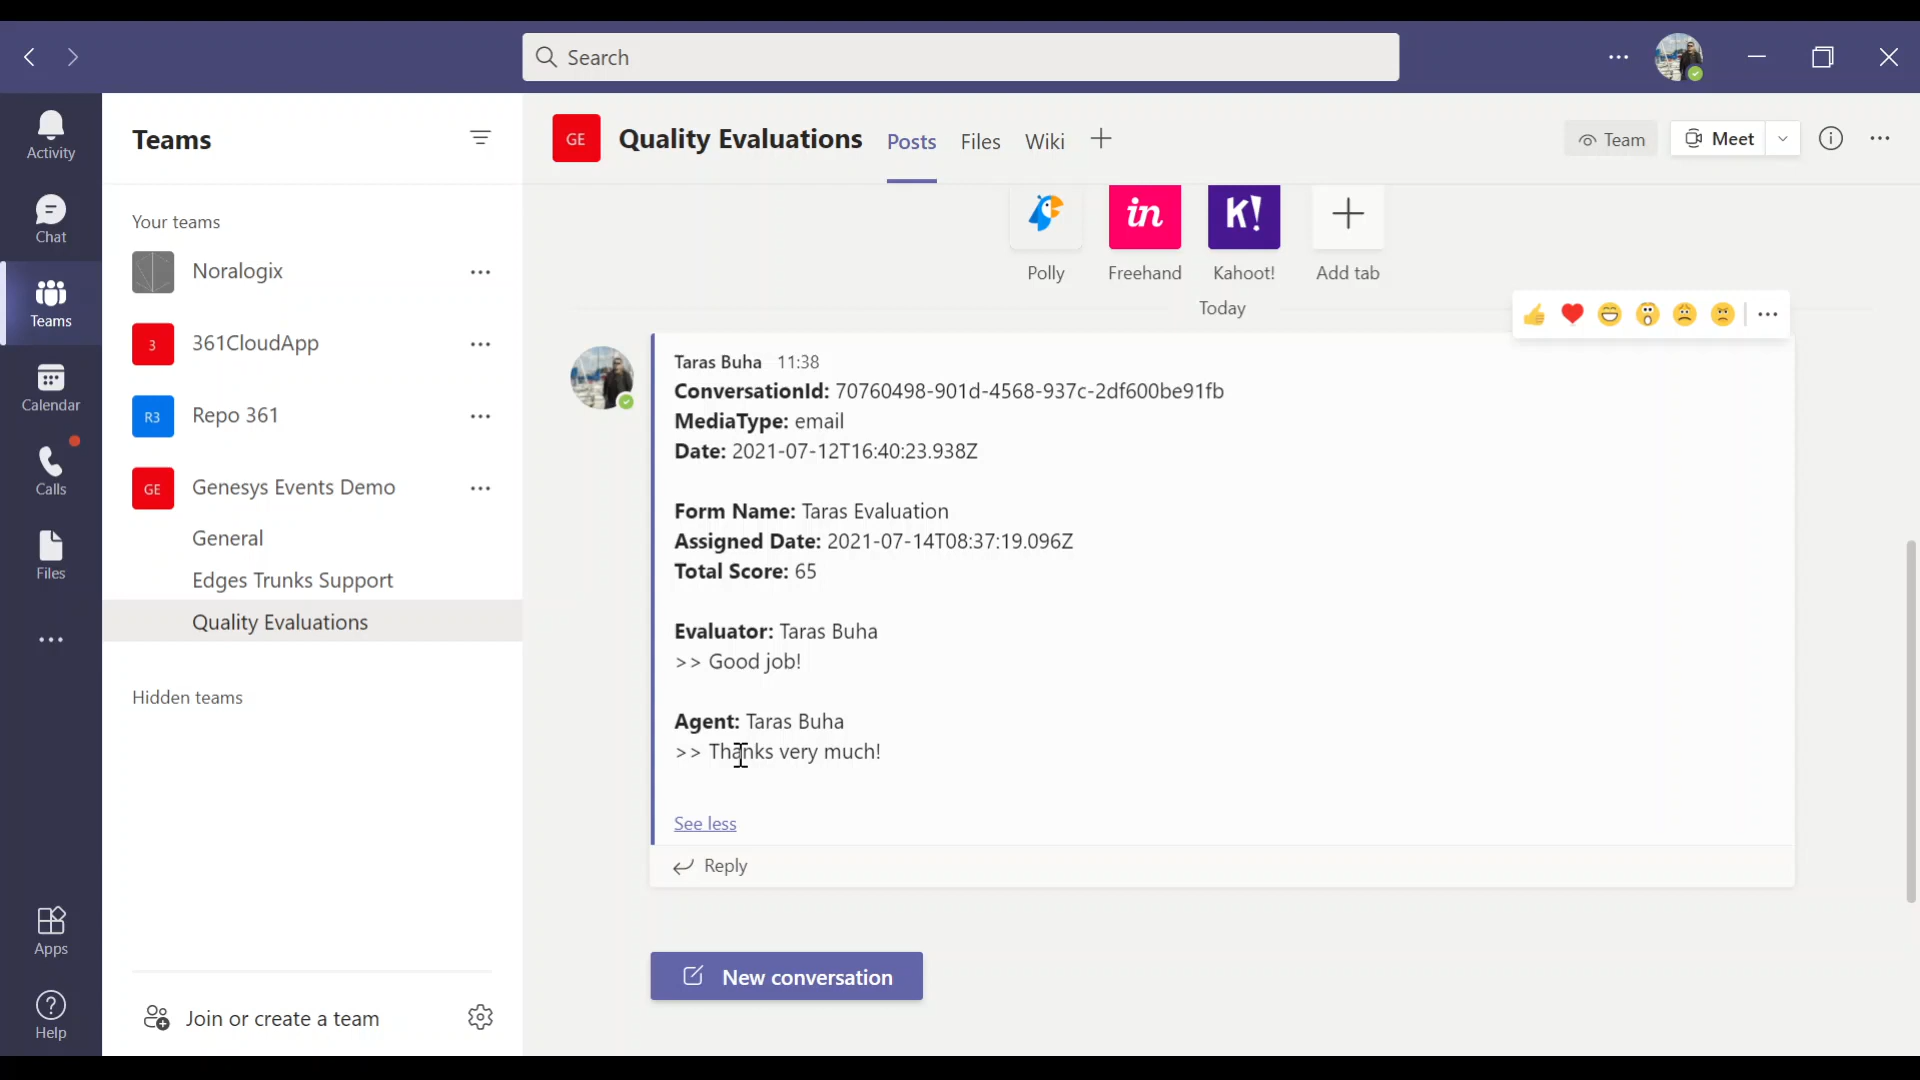 Search
Activity
Chat
Teams
Calendar
Calls
Files
Apps
Help
Teams
Your teams
Noralogix
3 361CloudApp
R3 Repo 361
GE Genesys Events Demo
General
Edges Trunks Support
Quality Evaluations
Hidden teams
Join or create a team
GE Quality Evaluations Posts Files Wiki
Team Meet
in K!
Polly Freehand Kahoot! Add tab
Today
Taras Buha 11:38
ConversationId: 70760498-901d-4568-937c-2df600be91fb
MediaType: email
Date: 2021-07-12T16:40:23.938Z
Form Name: Taras Evaluation
Assigned Date: 2021-07-14T08:37:19.096Z
Total Score: 65
Evaluator: Taras Buha
>> Good job!
Agent: Taras Buha
>> Thanks very much!
See less
Reply
New conversation